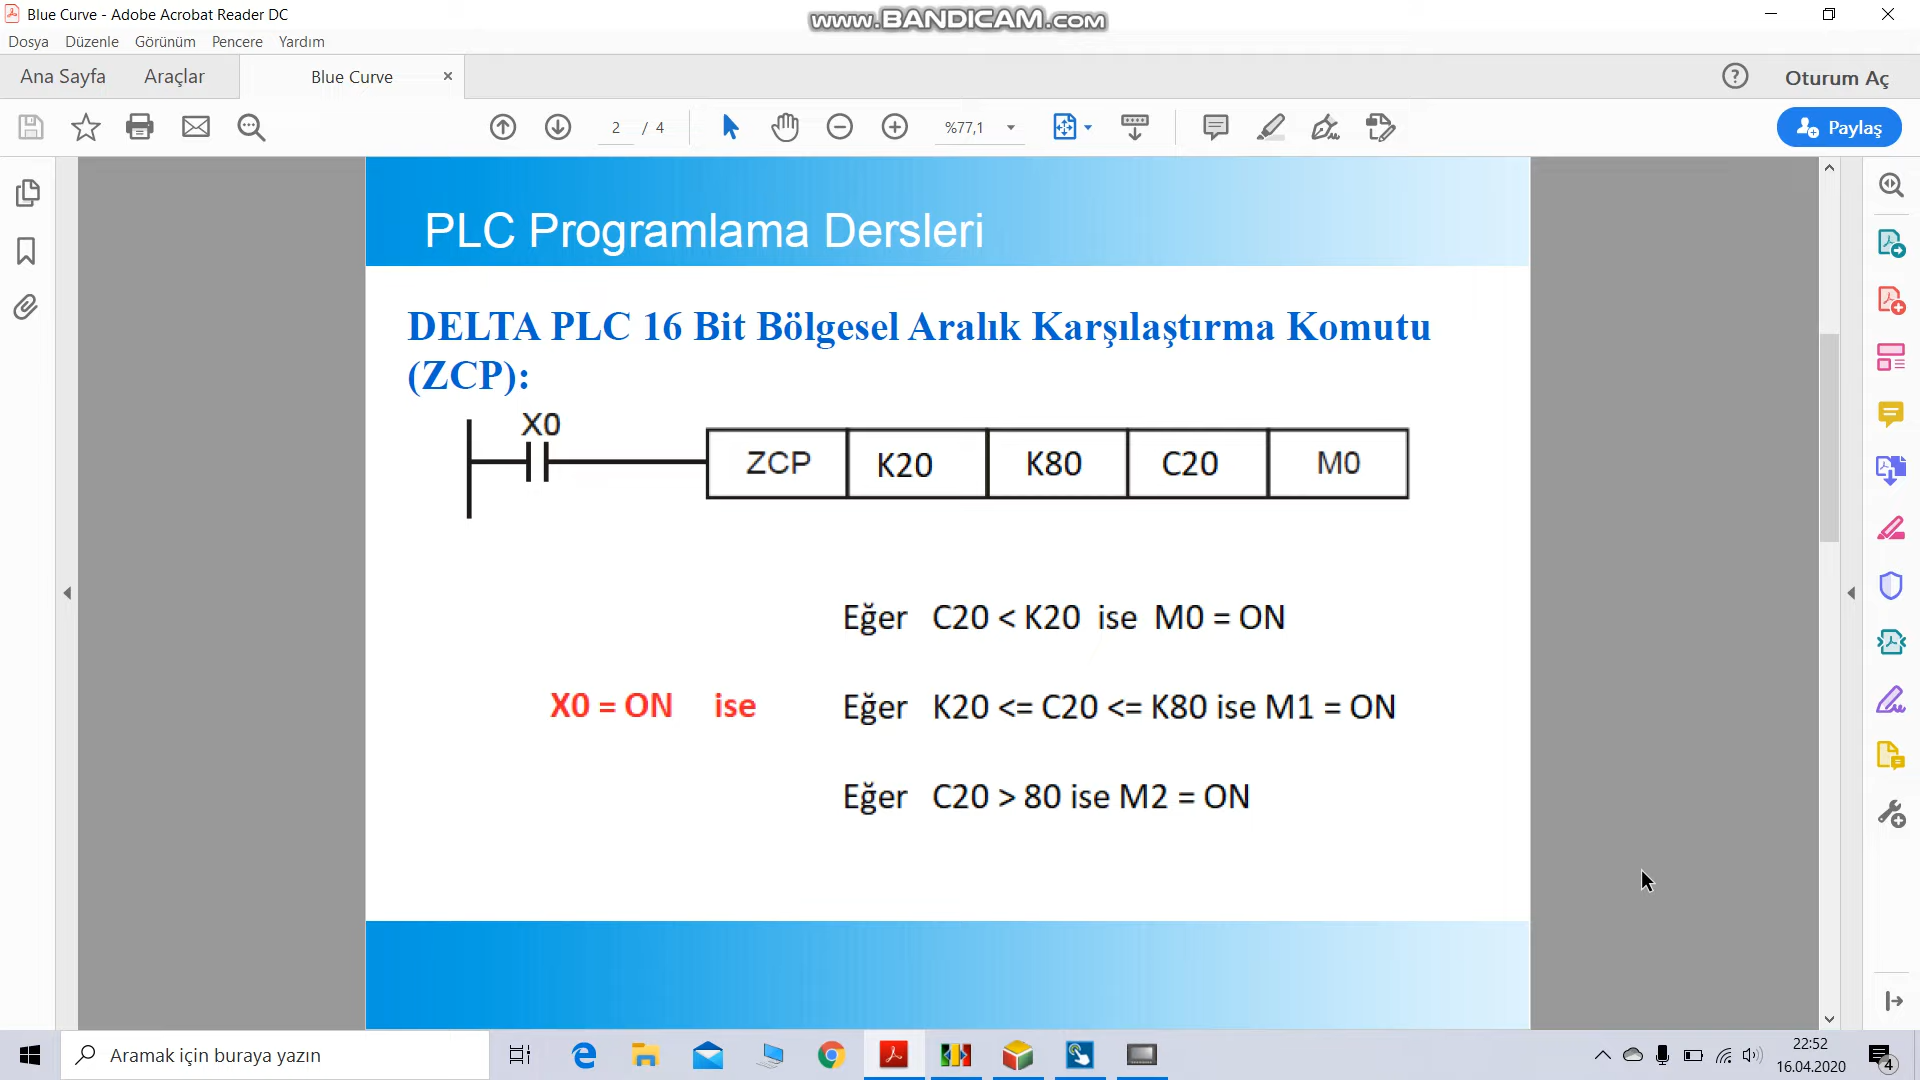 Blue Curve - Adobe Acrobat Reader DC
www.BANDICAM.com
Dosya Düzenle Görünüm Pencere Yardım
Ana Sayfa Araçlar Blue Curve × ? Oturum Aç
2 / 4 %77,1 Paylaş
PLC Programlama Dersleri
DELTA PLC 16 Bit Bölgesel Aralık Karşılaştırma Komutu
(ZCP):
X0
ZCP K20 K80 C20 M0
Eğer C20 < K20 ise M0 = ON
X0 = ON ise Eğer K20 <= C20 <= K80 ise M1 = ON
Eğer C20 > 80 ise M2 = ON
Aramak için buraya yazın
22:52
16.04.2020
4